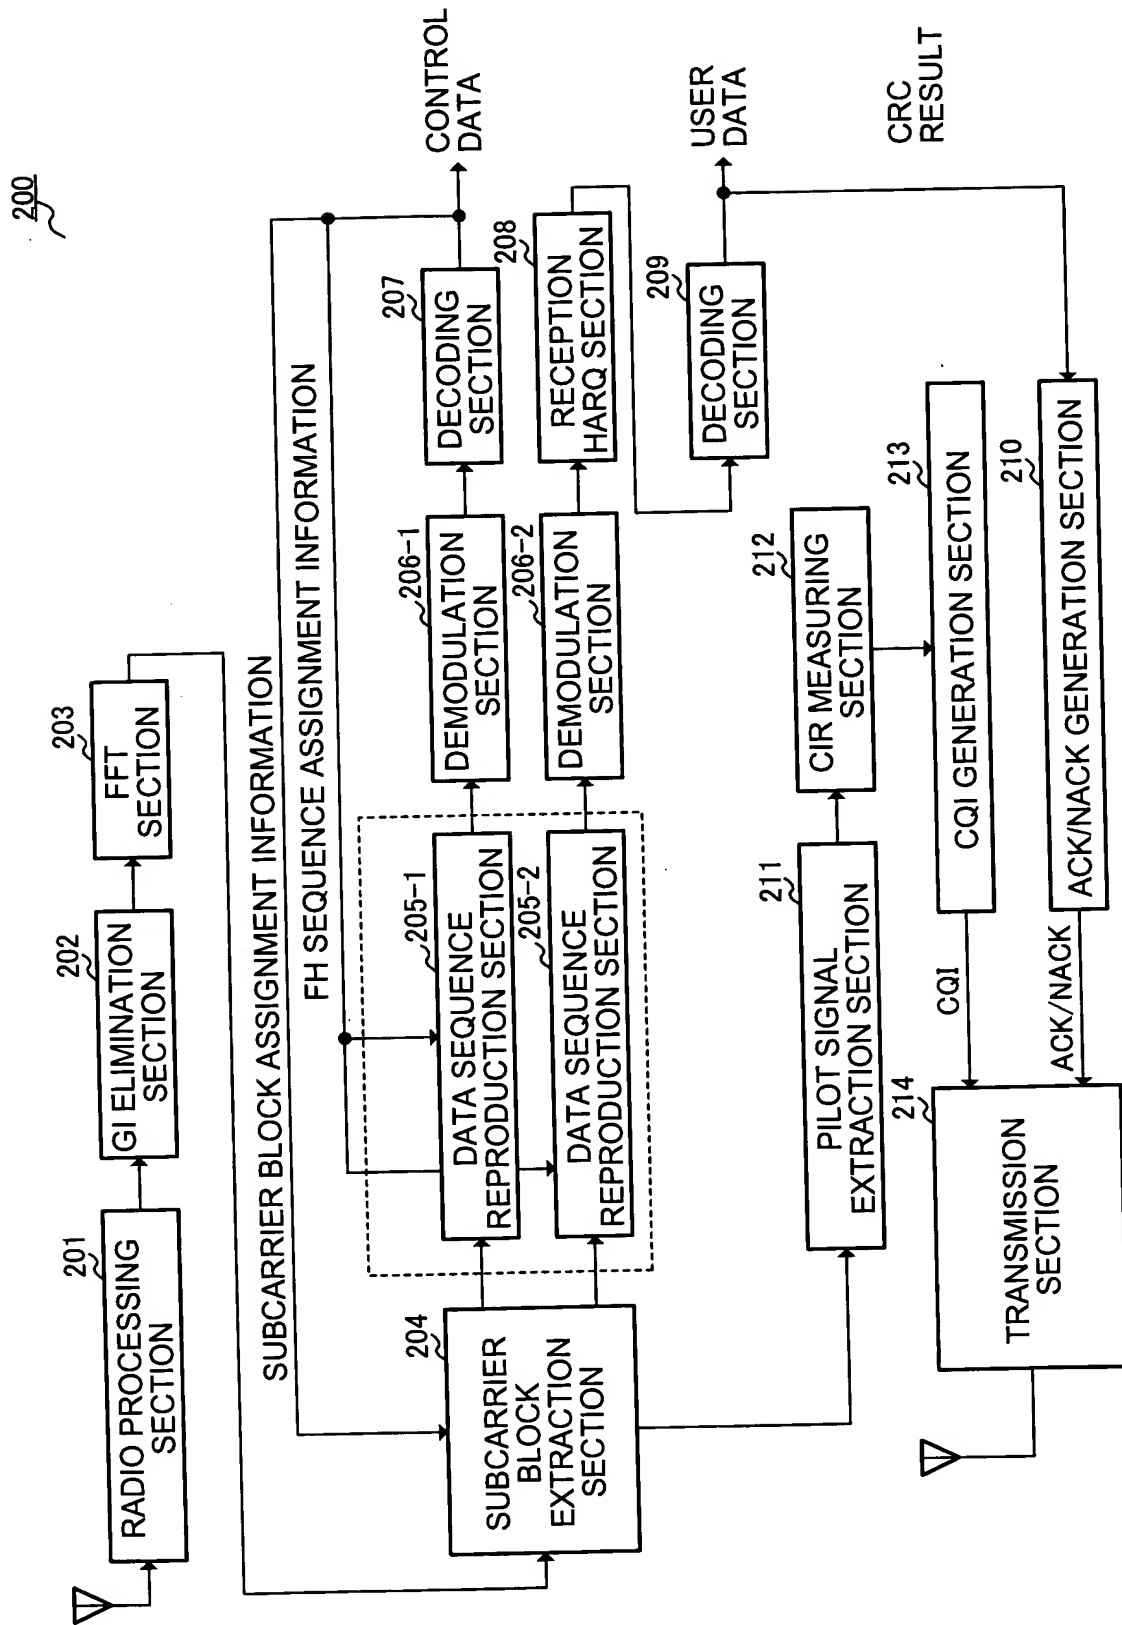 200
201
RADIO PROCESSING
SECTION
202
GI ELIMINATION
SECTION
203
FFT
SECTION
SUBCARRIER BLOCK ASSIGNMENT INFORMATION
FH SEQUENCE ASSIGNMENT INFORMATION
204
SUBCARRIER
BLOCK
EXTRACTION
SECTION
205-1
DATA SEQUENCE
REPRODUCTION SECTION
206-1
DEMODULATION
SECTION
207
DECODING
SECTION
CONTROL
DATA
205-2
DATA SEQUENCE
REPRODUCTION SECTION
206-2
DEMODULATION
SECTION
208
RECEPTION
HARQ SECTION
209
DECODING
SECTION
USER
DATA
211
PILOT SIGNAL
EXTRACTION SECTION
212
CIR MEASURING
SECTION
CRC
RESULT
214
TRANSMISSION
SECTION
CQI
213
CQI GENERATION SECTION
ACK/NACK
210
ACK/NACK GENERATION SECTION